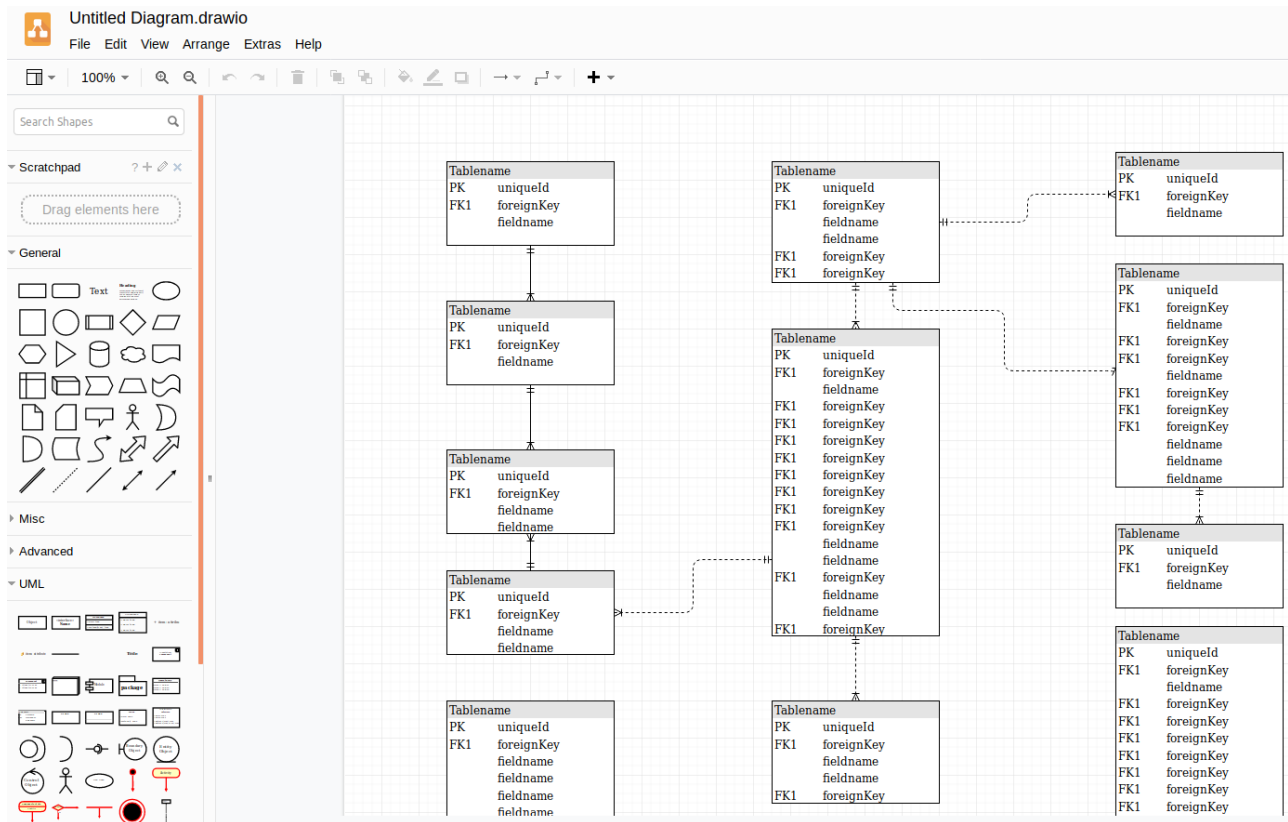 Untitled Diagram.drawio
File Edit View Arrange Extras Help
100%
Search Shapes
Scratchpad
?
Drag elements here
General
Text
Heading
Misc
Advanced
UML
Object
package
Tablename
PK uniqueId
FK1 foreignKey
fieldname
Tablename
PK uniqueId
FK1 foreignKey
fieldname
Tablename
PK uniqueId
FK1 foreignKey
fieldname
fieldname
Tablename
PK uniqueId
FK1 foreignKey
fieldname
fieldname
Tablename
PK uniqueId
FK1 foreignKey
fieldname
fieldname
fieldname
fieldname
Tablename
PK uniqueId
FK1 foreignKey
fieldname
fieldname
FK1 foreignKey
FK1 foreignKey
Tablename
PK uniqueId
FK1 foreignKey
fieldname
FK1 foreignKey
FK1 foreignKey
FK1 foreignKey
FK1 foreignKey
FK1 foreignKey
FK1 foreignKey
FK1 foreignKey
FK1 foreignKey
fieldname
fieldname
FK1 foreignKey
fieldname
fieldname
FK1 foreignKey
Tablename
PK uniqueId
FK1 foreignKey
fieldname
fieldname
FK1 foreignKey
Tablename
PK uniqueId
FK1 foreignKey
fieldname
Tablename
PK uniqueId
FK1 foreignKey
fieldname
FK1 foreignKey
FK1 foreignKey
fieldname
FK1 foreignKey
FK1 foreignKey
FK1 foreignKey
fieldname
fieldname
fieldname
Tablename
PK uniqueId
FK1 foreignKey
fieldname
Tablename
PK uniqueId
FK1 foreignKey
fieldname
FK1 foreignKey
FK1 foreignKey
FK1 foreignKey
FK1 foreignKey
FK1 foreignKey
FK1 foreignKey
FK1 foreignKey